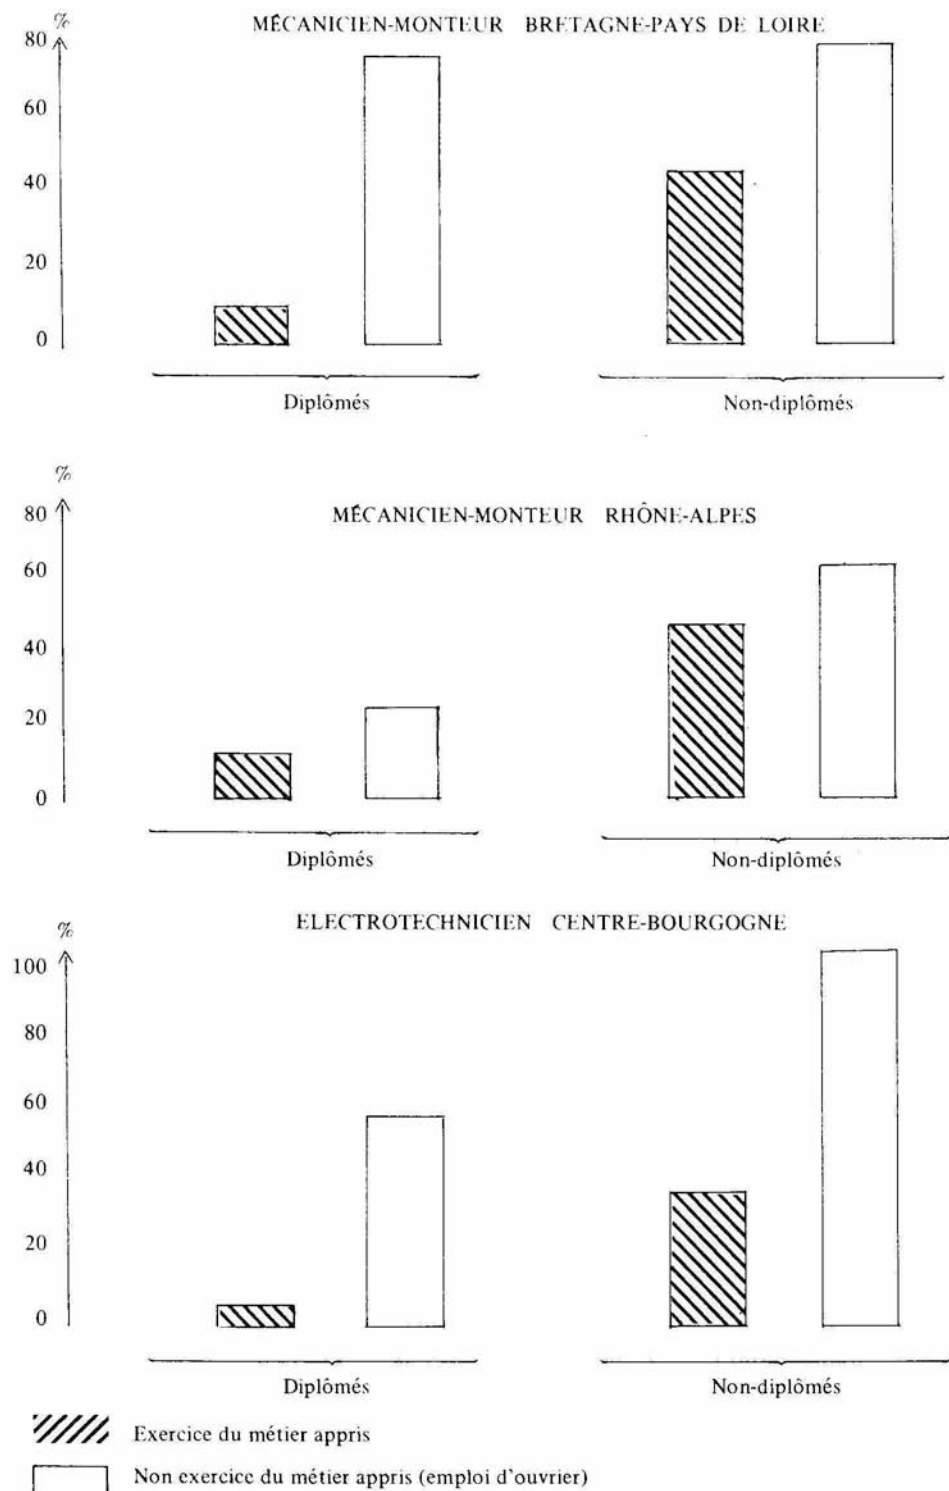 %
MÉCANICIEN-MONTEUR BRETAGNE-PAYS DE LOIRE
80
60
40
20
0
Diplômés Non-diplômés
%
MÉCANICIEN-MONTEUR RHÔNE-ALPES
80
60
40
20
0
Diplômés Non-diplômés
ELECTROTECHNICIEN CENTRE-BOURGOGNE
%
100
80
60
40
20
0
Diplômés Non-diplômés
Exercice du métier appris
Non exercice du métier appris (emploi d'ouvrier)